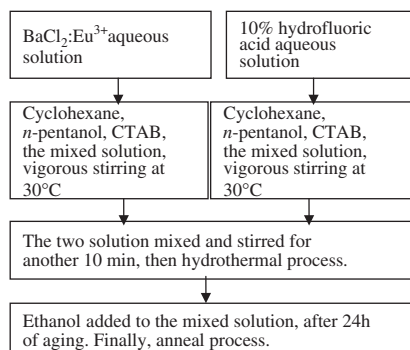 BaCl2:Eu3+aqueous
solution
10% hydrofluoric
acid aqueous
solution
Cyclohexane,
n-pentanol, CTAB,
the mixed solution,
vigorous stirring at
30°C
Cyclohexane,
n-pentanol, CTAB,
the mixed solution,
vigorous stirring at
30°C
The two solution mixed and stirred for
another 10 min, then hydrothermal process.
Ethanol added to the mixed solution, after 24h
of aging. Finally, anneal process.